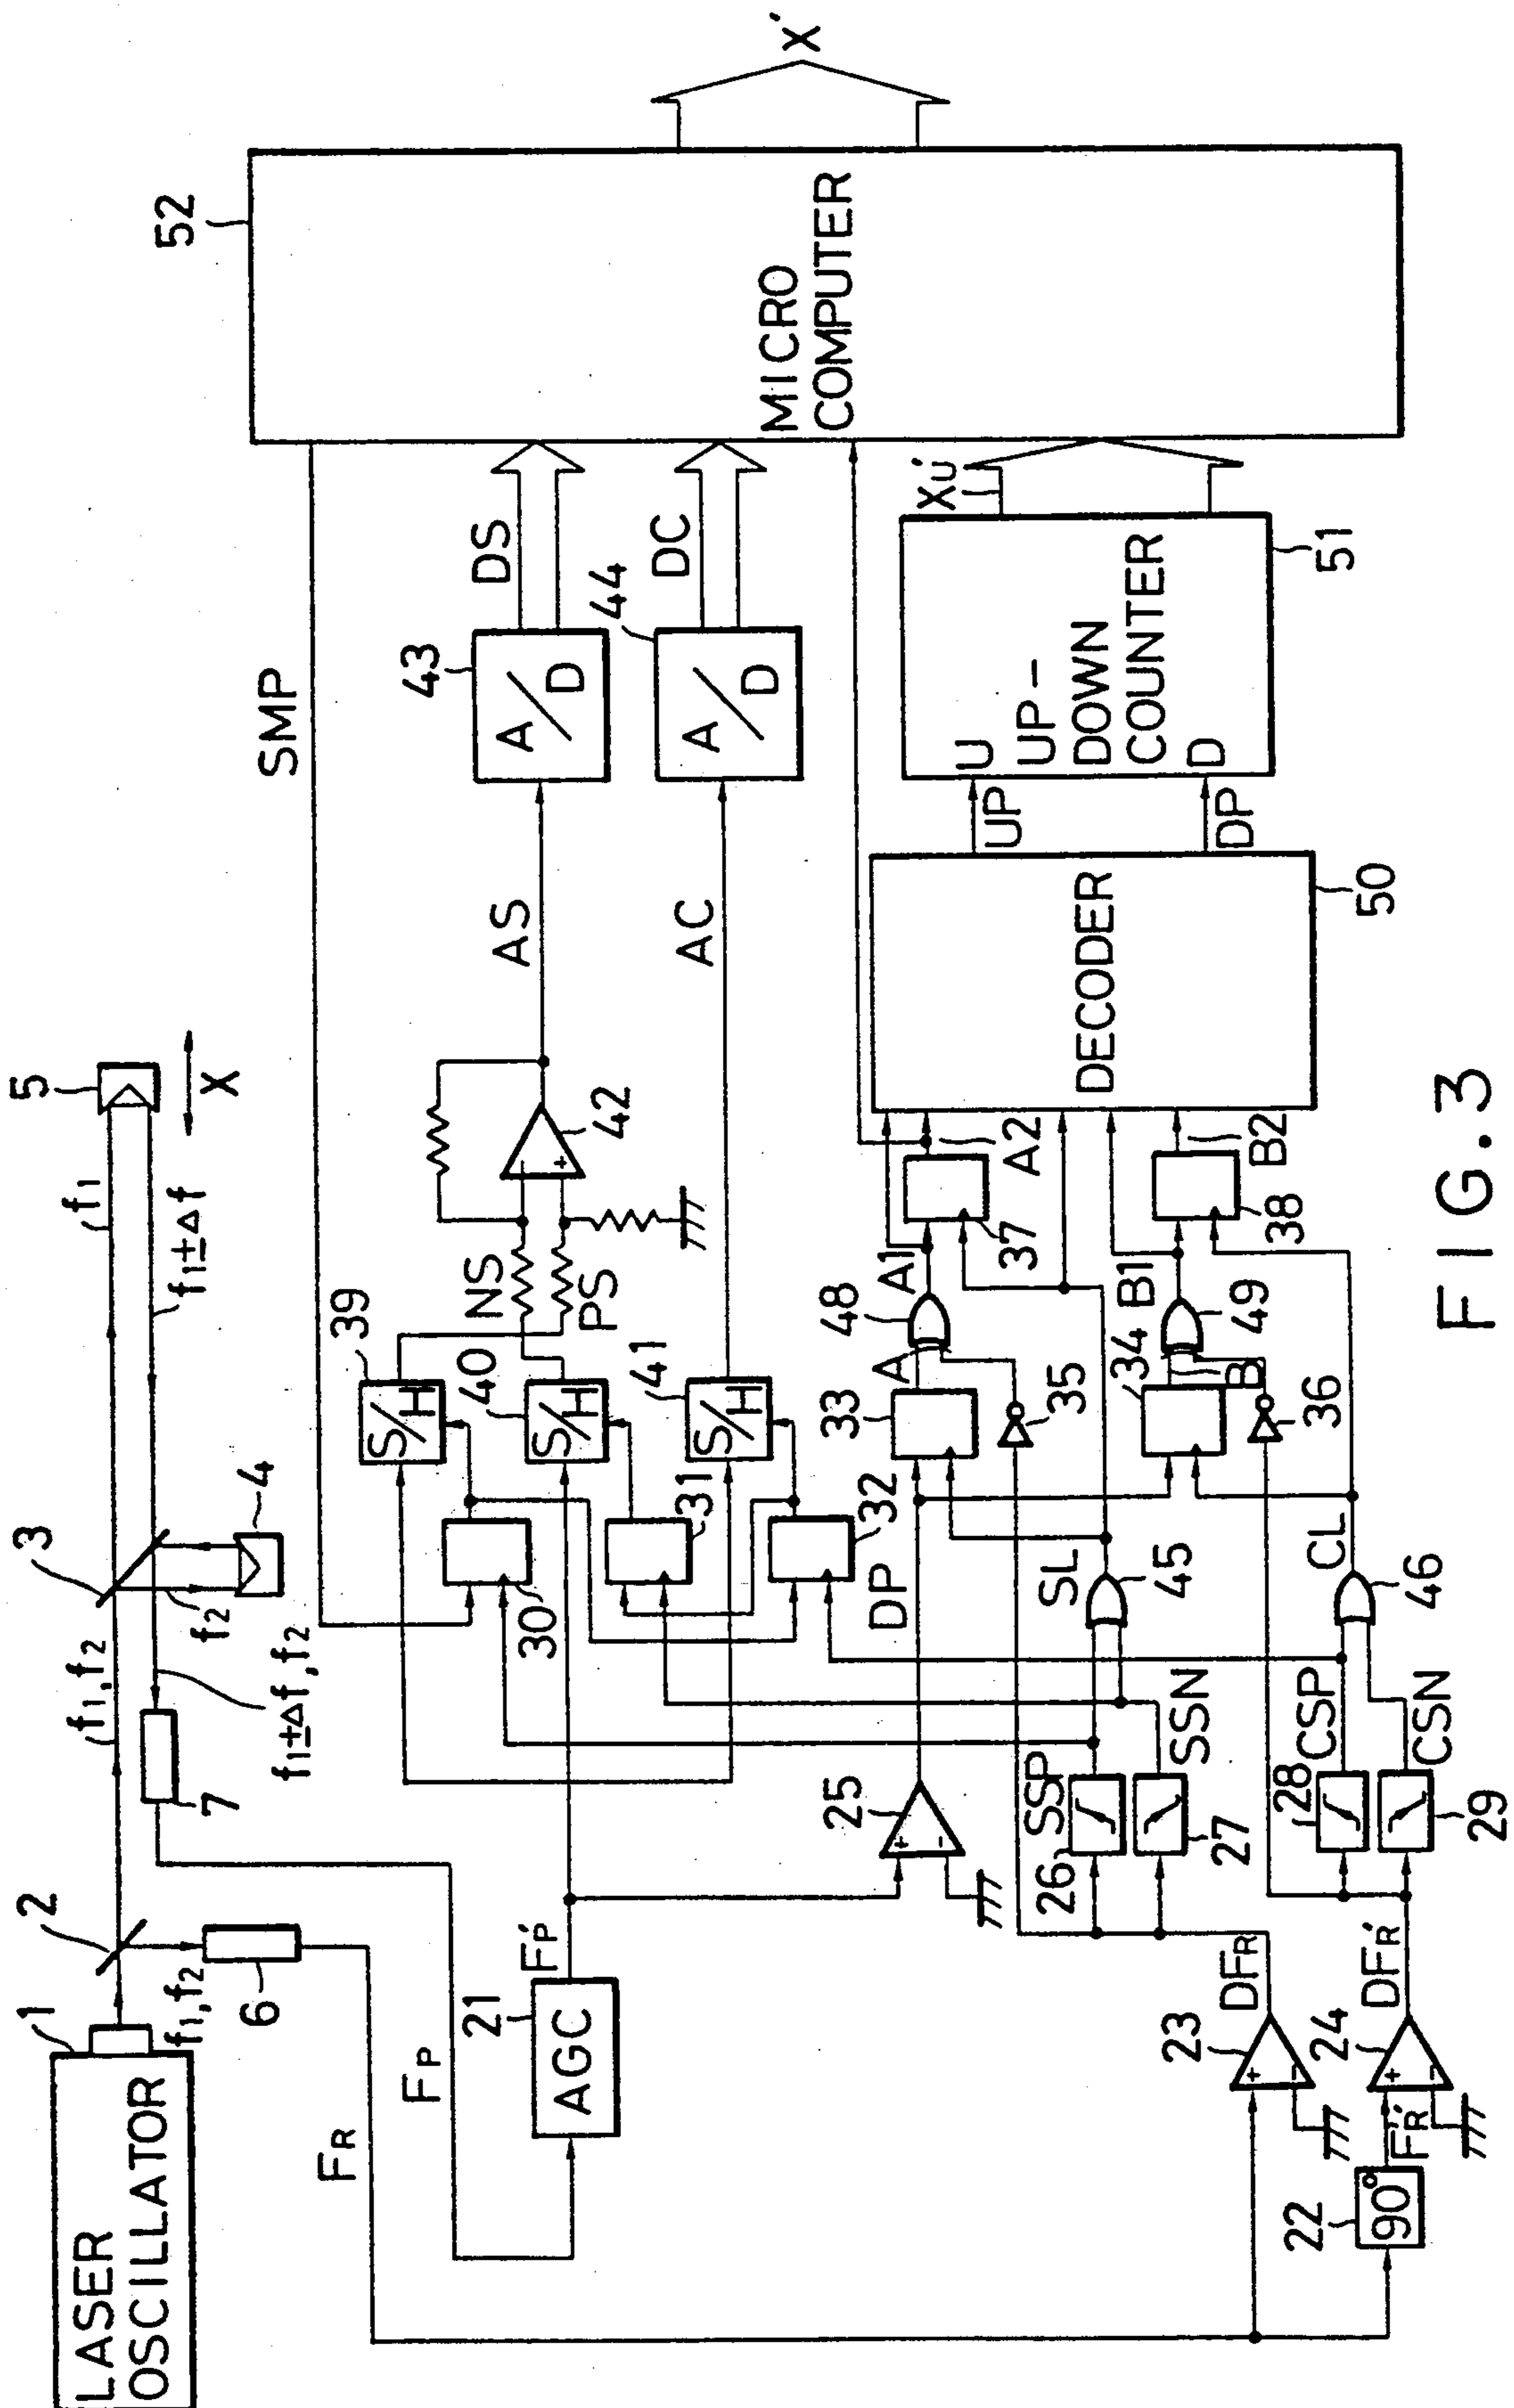 LASER
OSCILLATOR
1
2
3
4
5
6
7
f1,f2
f1,f2
f1
f2
f1±Δf
f1±Δf,f2
X
FR
FP
21
AGC
F'P
SMP
52
MICRO
COMPUTER
X'
39
S/H
40
S/H
41
S/H
30
31
32
NS
PS
42
AS
AC
43
A/D
44
A/D
DS
DC
25
DP
33
A
48
A1
35
37
A2
34
B
49
B1
36
38
B2
DECODER
50
UP
DP
U
UP-
DOWN
COUNTER
D
51
X'U
22
90°
F'R
23
24
DFR
DF'R
26
SSP
27
SSN
28
CSP
29
CSN
SL
45
CL
46
FIG.3